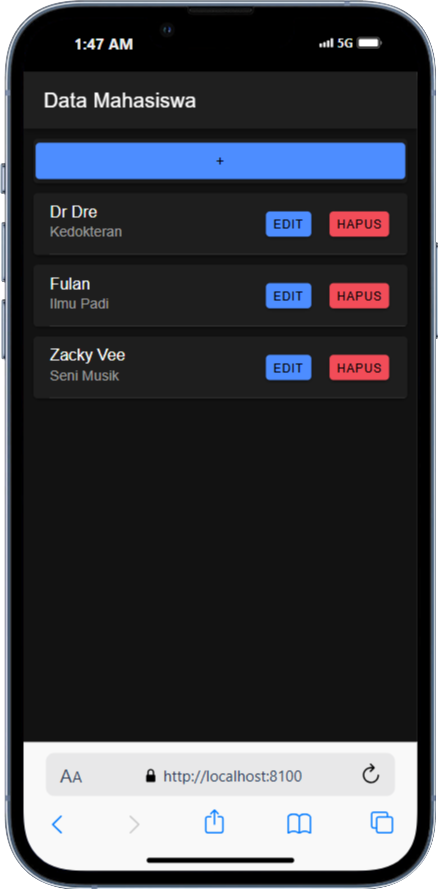 1:47 AM 5G
Data Mahasiswa
+
Dr Dre
Kedokteran
EDIT HAPUS
Fulan
Ilmu Padi
EDIT HAPUS
Zacky Vee
Seni Musik
EDIT HAPUS
AA http://localhost:8100